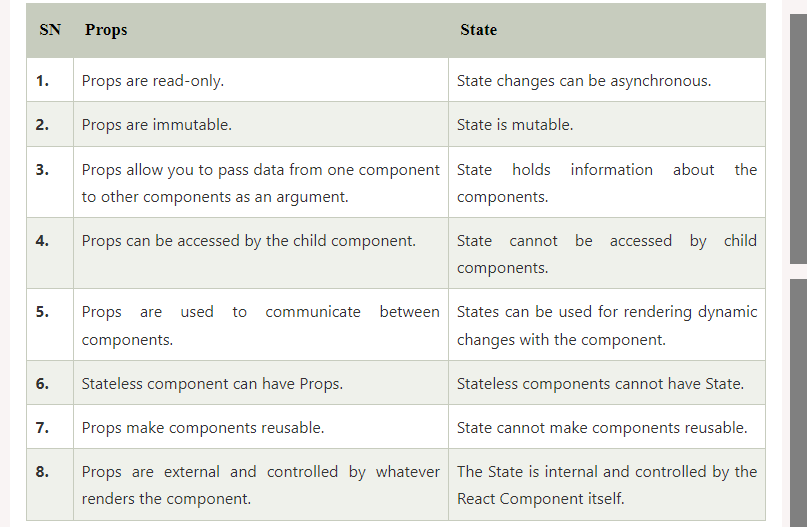 SN Props State
1. Props are read-only. State changes can be asynchronous.
2. Props are immutable. State is mutable.
3. Props allow you to pass data from one component State holds information about the
to other components as an argument. components.
4. Props can be accessed by the child component. State cannot be accessed by child
components.
5. Props are used to communicate between States can be used for rendering dynamic
components. changes with the component.
6. Stateless component can have Props. Stateless components cannot have State.
7. Props make components reusable. State cannot make components reusable.
8. Props are external and controlled by whatever The State is internal and controlled by the
renders the component. React Component itself.